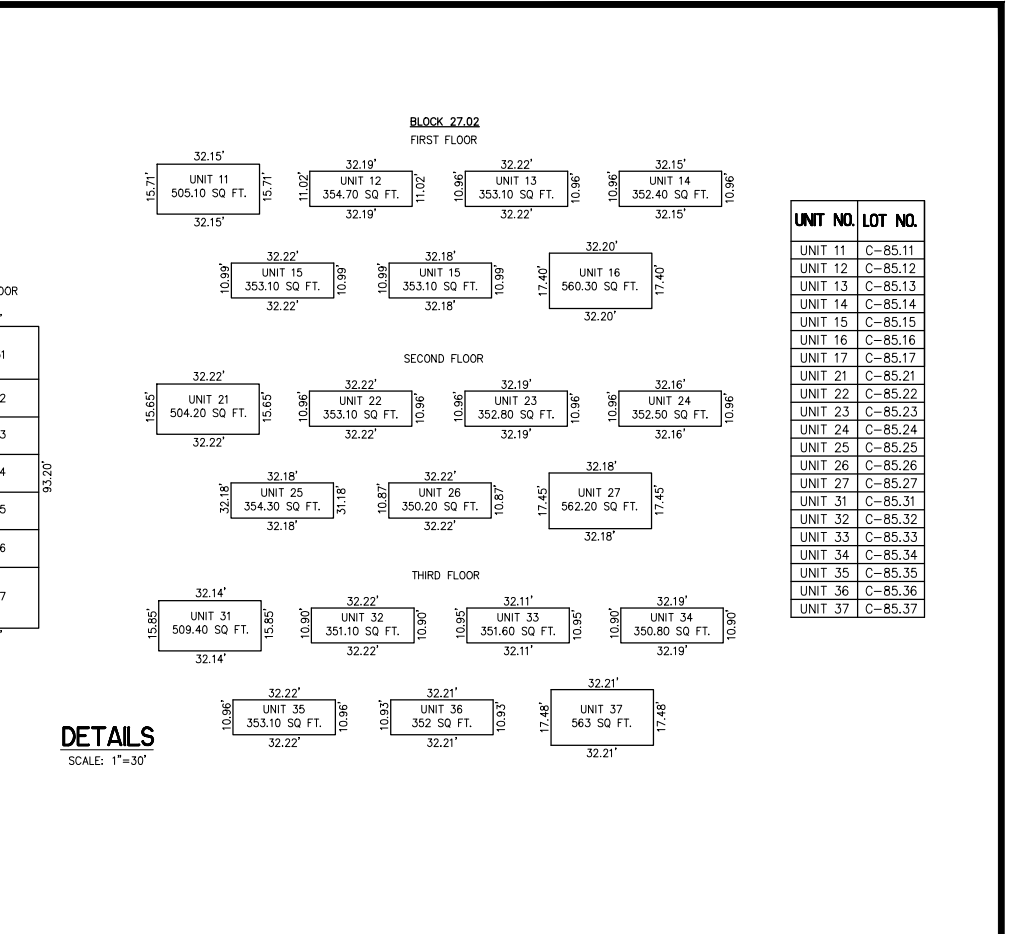 BLOCK 27.02
FIRST FLOOR
32.15'
15.71'
UNIT 11
505.10 SQ FT.
15.71'
32.15'
32.19'
11.02'
UNIT 12
354.70 SQ FT.
11.02'
32.19'
32.22'
10.96'
UNIT 13
353.10 SQ FT.
10.96'
32.22'
32.15'
10.96'
UNIT 14
352.40 SQ FT.
10.96'
32.15'
32.22'
10.99'
UNIT 15
353.10 SQ FT.
10.99'
32.22'
32.18'
10.99'
UNIT 15
353.10 SQ FT.
10.99'
32.18'
32.20'
17.40'
UNIT 16
560.30 SQ FT.
17.40'
32.20'
SECOND FLOOR
32.22'
15.65'
UNIT 21
504.20 SQ FT.
15.65'
32.22'
32.22'
10.96'
UNIT 22
353.10 SQ FT.
10.96'
32.22'
32.19'
10.96'
UNIT 23
352.80 SQ FT.
10.96'
32.19'
32.16'
10.96'
UNIT 24
352.50 SQ FT.
10.96'
32.16'
32.18'
32.18'
UNIT 25
354.30 SQ FT.
31.18'
32.18'
32.22'
10.87'
UNIT 26
350.20 SQ FT.
10.87'
32.22'
32.18'
17.45'
UNIT 27
562.20 SQ FT.
17.45'
32.18'
THIRD FLOOR
32.14'
15.85'
UNIT 31
509.40 SQ FT.
15.85'
32.14'
32.22'
10.90'
UNIT 32
351.10 SQ FT.
10.90'
32.22'
32.11'
10.95'
UNIT 33
351.60 SQ FT.
10.95'
32.11'
32.19'
10.90'
UNIT 34
350.80 SQ FT.
10.90'
32.19'
32.22'
10.96'
UNIT 35
353.10 SQ FT.
10.96'
32.22'
32.21'
10.93'
UNIT 36
352 SQ FT.
10.93'
32.21'
32.21'
17.48'
UNIT 37
563 SQ FT.
17.48'
32.21'
UNIT NO. LOT NO.
UNIT 11 C-85.11
UNIT 12 C-85.12
UNIT 13 C-85.13
UNIT 14 C-85.14
UNIT 15 C-85.15
UNIT 16 C-85.16
UNIT 17 C-85.17
UNIT 21 C-85.21
UNIT 22 C-85.22
UNIT 23 C-85.23
UNIT 24 C-85.24
UNIT 25 C-85.25
UNIT 26 C-85.26
UNIT 27 C-85.27
UNIT 31 C-85.31
UNIT 32 C-85.32
UNIT 33 C-85.33
UNIT 34 C-85.34
UNIT 35 C-85.35
UNIT 36 C-85.36
UNIT 37 C-85.37
93.20'
DETAILS
SCALE: 1"=30'